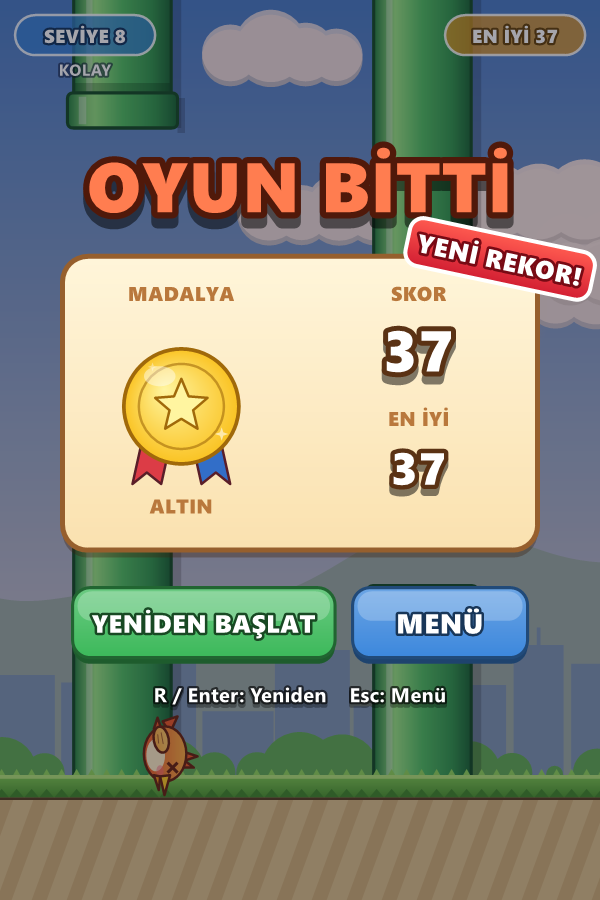 SEVİYE 8
EN İYİ 37
KOLAY
OYUN BİTTİ
YENİ REKOR!
MADALYA
SKOR
37
EN İYİ
37
ALTIN
YENİDEN BAŞLAT
MENÜ
R / Enter: Yeniden Esc: Menü